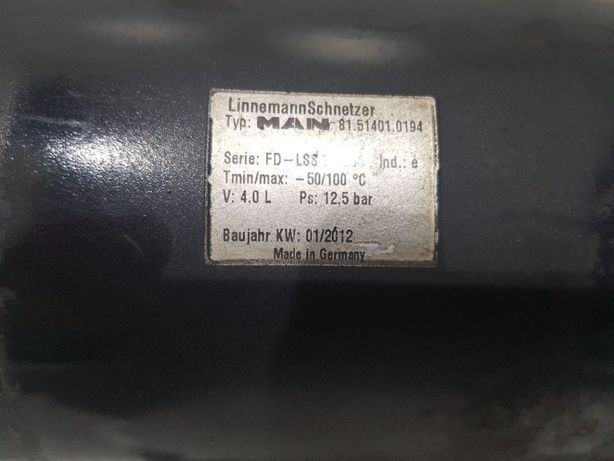 LinnemannSchnetzer
Typ: MAN 81.51401.0194
Serie: FD-LSS Ind.: e
Tmin/max: -50/100 °C
V: 4.0 L Ps: 12.5 bar
Baujahr KW: 01/2012
Made in Germany